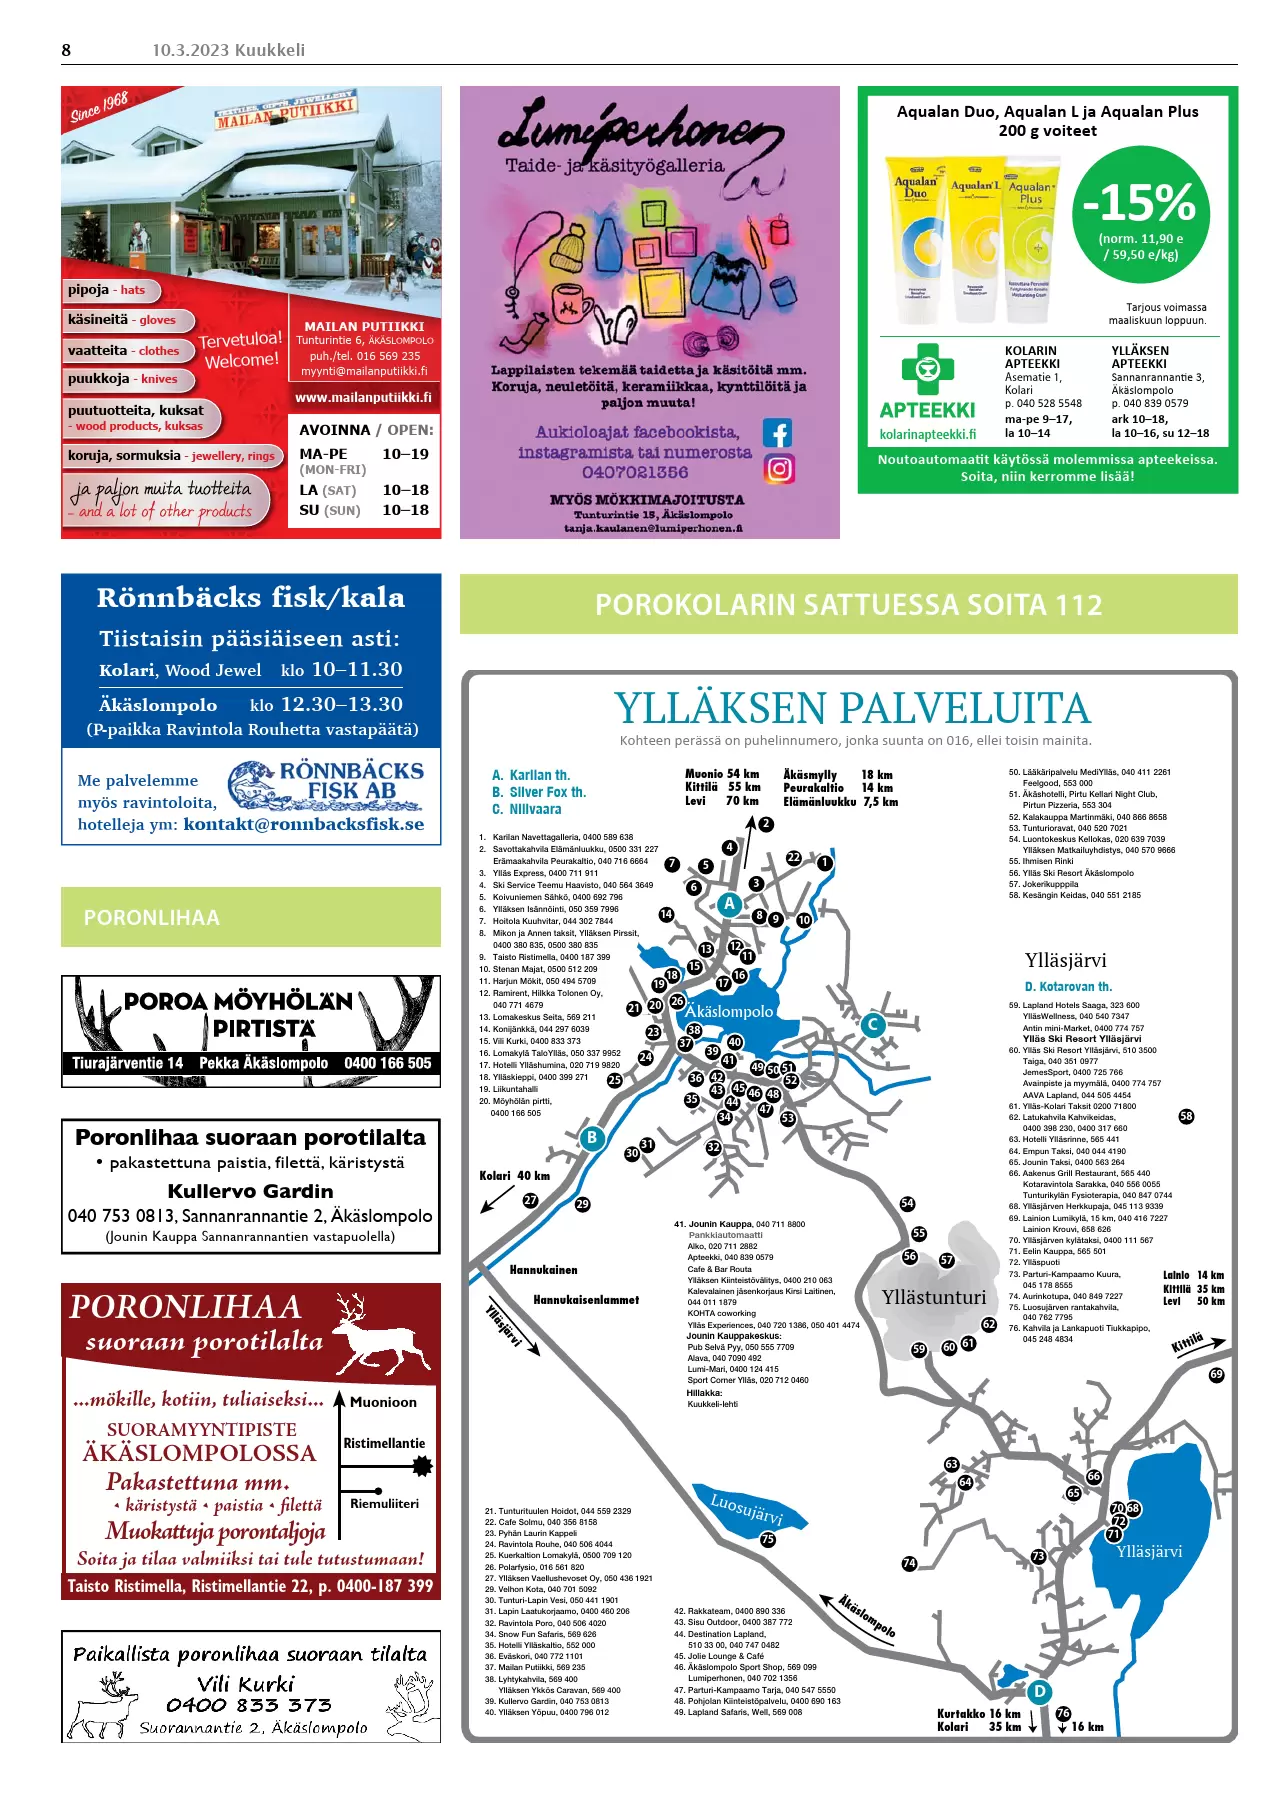 8
10.3.2023 Kuukkeli
Since 1968
TEXTILES, GIFTS, JEWELLERY
MAILAN PUTIIKKI
pipoja - hats
käsineitä - gloves
vaatteita - clothes
puukkoja - knives
puutuotteita, kuksat
- wood products, kuksas
koruja, sormuksia - jewellery, rings
ja paljon muita tuotteita
- and a lot of other products
Tervetuloa!
Welcome!
MAILAN PUTIIKKI
Tunturintie 6, ÄKÄSLOMPOLO
puh./tel. 016 569 235
myynti@mailanputiikki.fi
www.mailanputiikki.fi
AVOINNA / OPEN:
MA-PE 10–19
(MON-FRI)
LA (SAT) 10–18
SU (SUN) 10–18
Lumiperhonen
Taide- ja käsityögalleria
Lappilaisten tekemää taidetta ja käsitöitä mm.
Koruja, neuletöitä, keramiikkaa, kynttilöitä ja
paljon muuta!
Aukioloajat facebookista,
instagramista tai numerosta
0407021356
MYÖS MÖKKIMAJOITUSTA
Tunturintie 15, Äkäslompolo
tanja.kaulanen@lumiperhonen.fi
Aqualan Duo, Aqualan L ja Aqualan Plus
200 g voiteet
Aqualan Duo
Aqualan L
Aqualan Plus
-15%
(norm. 11,90 e
/ 59,50 e/kg)
Tarjous voimassa
maaliskuun loppuun.
APTEEKKI
kolarinapteekki.fi
KOLARIN
APTEEKKI
Asematie 1,
Kolari
p. 040 528 5548
ma-pe 9–17,
la 10–14
YLLÄKSEN
APTEEKKI
Sannanrannantie 3,
Äkäslompolo
p. 040 839 0579
ark 10–18,
la 10–16, su 12–18
Noutoautomaatit käytössä molemmissa apteekeissa.
Soita, niin kerromme lisää!
Rönnbäcks fisk/kala
Tiistaisin pääsiäiseen asti:
Kolari, Wood Jewel klo 10–11.30
Äkäslompolo klo 12.30–13.30
(P-paikka Ravintola Rouhetta vastapäätä)
Me palvelemme
myös ravintoloita,
hotelleja ym: kontakt@ronnbacksfisk.se
RÖNNBÄCKS
FISK AB
PORONLIHAA
POROA MÖYHÖLÄN
PIRTISTÄ
Tiurajärventie 14 Pekka Äkäslompolo 0400 166 505
Poronlihaa suoraan porotilalta
• pakastettuna paistia, filettä, käristystä
Kullervo Gardin
040 753 0813, Sannanrannantie 2, Äkäslompolo
(Jounin Kauppa Sannanrannantien vastapuolella)
PORONLIHAA
suoraan porotilalta
...mökille, kotiin, tuliaiseksi...
SUORAMYYNTIPISTE
ÄKÄSLOMPOLOSSA
Pakastettuna mm.
• käristystä • paistia • filettä
Muokattuja porontaljoja
Soita ja tilaa valmiiksi tai tule tutustumaan!
Muonioon
Ristimellantie
Riemuliiteri
Taisto Ristimella, Ristimellantie 22, p. 0400-187 399
Paikallista poronlihaa suoraan tilalta
Vili Kurki
0400 833 373
Suorannantie 2, Äkäslompolo
POROKOLARIN SATTUESSA SOITA 112
YLLÄKSEN PALVELUITA
Kohteen perässä on puhelinnumero, jonka suunta on 016, ellei toisin mainita.
A. Karilan th.
B. Silver Fox th.
C. Niilivaara
Muonio 54 km
Kittilä 55 km
Levi 70 km
Äkäsmylly 18 km
Peurakaltio 14 km
Elämänluukku 7,5 km
1. Karilan Navettagalleria, 0400 589 638
2. Savottakahvila Elämänluukku, 0500 331 227
Erämaakahvila Peurakaltio, 040 716 6664
3. Ylläs Express, 0400 711 911
4. Ski Service Teemu Haavisto, 040 564 3649
5. Koivuniemen Sähkö, 0400 692 796
6. Ylläksen Isännöinti, 050 359 7996
7. Hoitola Kuuhvitar, 044 302 7844
8. Mikon ja Annen taksit, Ylläksen Pirssit,
0400 380 835, 0500 380 835
9. Taisto Ristimella, 0400 187 399
10. Stenan Majat, 0500 512 209
11. Harjun Mökit, 050 494 5709
12. Ramirent, Hilkka Tolonen Oy,
040 771 4679
13. Lomakeskus Seita, 569 211
14. Konijänkkä, 044 297 6039
15. Vili Kurki, 0400 833 373
16. Lomakylä TaloYlläs, 050 337 9952
17. Hotelli Ylläshumina, 020 719 9820
18. Ylläskieppi, 0400 399 271
19. Liikuntahalli
20. Möyhölän pirtti,
0400 166 505
50. Lääkäripalvelu MediYlläs, 040 411 2261
Feelgood, 553 000
51. Äkäshotelli, Pirtu Kellari Night Club,
Pirtun Pizzeria, 553 304
52. Kalakauppa Martinmäki, 040 866 8658
53. Tunturioravat, 040 520 7021
54. Luontokeskus Kellokas, 020 639 7039
Ylläksen Matkailuyhdistys, 040 570 9666
55. Ihmisen Rinki
56. Ylläs Ski Resort Äkäslompolo
57. Jokerikupppila
58. Kesängin Keidas, 040 551 2185
Ylläsjärvi
D. Kotarovan th.
59. Lapland Hotels Saaga, 323 600
YlläsWellness, 040 540 7347
Antin mini-Market, 0400 774 757
Ylläs Ski Resort Ylläsjärvi
60. Ylläs Ski Resort Ylläsjärvi, 510 3500
Taiga, 040 351 0977
JemesSport, 0400 725 766
Avainpiste ja myymälä, 0400 774 757
AAVA Lapland, 044 505 4454
61. Ylläs-Kolari Taksit 0200 71800
62. Latukahvila Kahvikeidas,
0400 398 230, 0400 317 660
63. Hotelli Ylläsrinne, 565 441
64. Empun Taksi, 040 044 4190
65. Jounin Taksi, 0400 563 264
66. Aakenus Grill Restaurant, 565 440
Kotaravintola Sarakka, 040 556 0055
Tunturikylän Fysioterapia, 040 847 0744
68. Ylläsjärven Herkkupaja, 045 113 9339
69. Lainion Lumikylä, 15 km, 040 416 7227
Lainion Krouvi, 658 626
70. Ylläsjärven kylätaksi, 0400 111 567
71. Eelin Kauppa, 565 501
72. Ylläspuoti
73. Parturi-Kampaamo Kuura,
045 178 8555
74. Aurinkotupa, 040 849 7227
75. Luosujärven rantakahvila,
040 762 7795
76. Kahvila ja Lankapuoti Tiukkapipo,
045 248 4834
Lainio 14 km
Kittilä 35 km
Levi 50 km
Kittilä
Kolari 40 km
Hannukainen
Hannukaisenlammet
Ylläsjärvi
Äkäslompolo
Yllästunturi
41. Jounin Kauppa, 040 711 8800
Pankkiautomaatti
Alko, 020 711 2882
Apteekki, 040 839 0579
Cafe & Bar Routa
Ylläksen Kiinteistövälitys, 0400 210 063
Kalevalainen jäsenkorjaus Kirsi Laitinen,
044 011 1879
KOHTA coworking
Ylläs Experiences, 040 720 1386, 050 401 4474
Jounin Kauppakeskus:
Pub Selvä Pyy, 050 555 7709
Alava, 040 7090 492
Lumi-Mari, 0400 124 415
Sport Corner Ylläs, 020 712 0460
Hillakka:
Kuukkeli-lehti
21. Tunturituulen Hoidot, 044 559 2329
22. Cafe Solmu, 040 356 8158
23. Pyhän Laurin Kappeli
24. Ravintola Rouhe, 040 506 4044
25. Kuerkaltion Lomakylä, 0500 709 120
26. Polarfysio, 016 561 820
27. Ylläksen Vaellushevoset Oy, 050 436 1921
29. Velhon Kota, 040 701 5092
30. Tunturi-Lapin Vesi, 050 441 1901
31. Lapin Laatukorjaamo, 0400 460 206
32. Ravintola Poro, 040 506 4020
34. Snow Fun Safaris, 569 626
35. Hotelli Ylläskaltio, 552 000
36. Eväskori, 040 772 1101
37. Mailan Putiikki, 569 235
38. Lyhtykahvila, 569 400
Ylläksen Ykkös Caravan, 569 400
39. Kullervo Gardin, 040 753 0813
40. Ylläksen Yöpuu, 0400 796 012
42. Rakkateam, 0400 890 336
43. Sisu Outdoor, 0400 387 772
44. Destination Lapland,
510 33 00, 040 747 0482
45. Jolie Lounge & Café
46. Äkäslompolo Sport Shop, 569 099
Lumiperhonen, 040 702 1356
47. Parturi-Kampaamo Tarja, 040 547 5550
48. Pohjolan Kiinteistöpalvelu, 0400 690 163
49. Lapland Safaris, Well, 569 008
Luosujärvi
Äkäslompolo
Ylläsjärvi
Kurtakko 16 km
Kolari 35 km
16 km